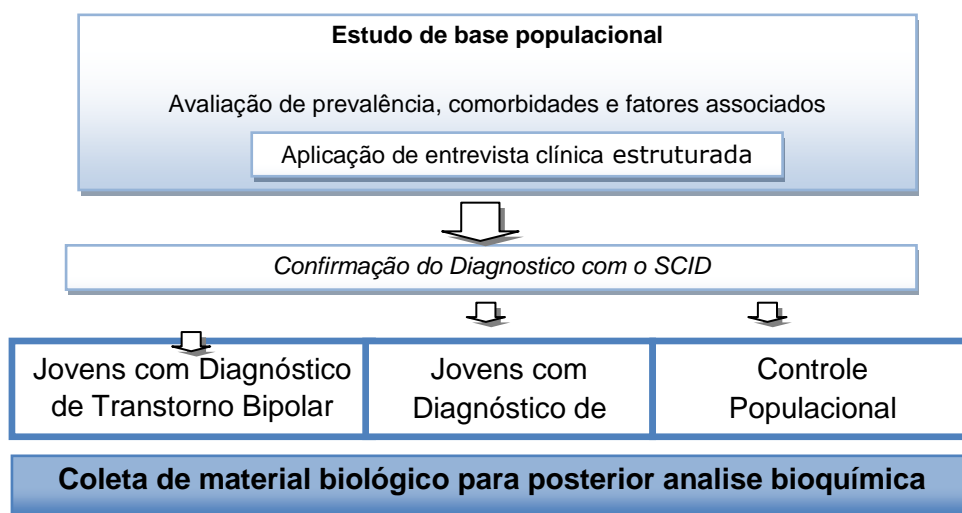 Estudo de base populacional
Avaliação de prevalência, comorbidades e fatores associados
Aplicação de entrevista clínica estruturada
Confirmação do Diagnostico com o SCID
Jovens com Diagnóstico
de Transtorno Bipolar
Jovens com
Diagnóstico de
Controle
Populacional
Coleta de material biológico para posterior analise bioquímica